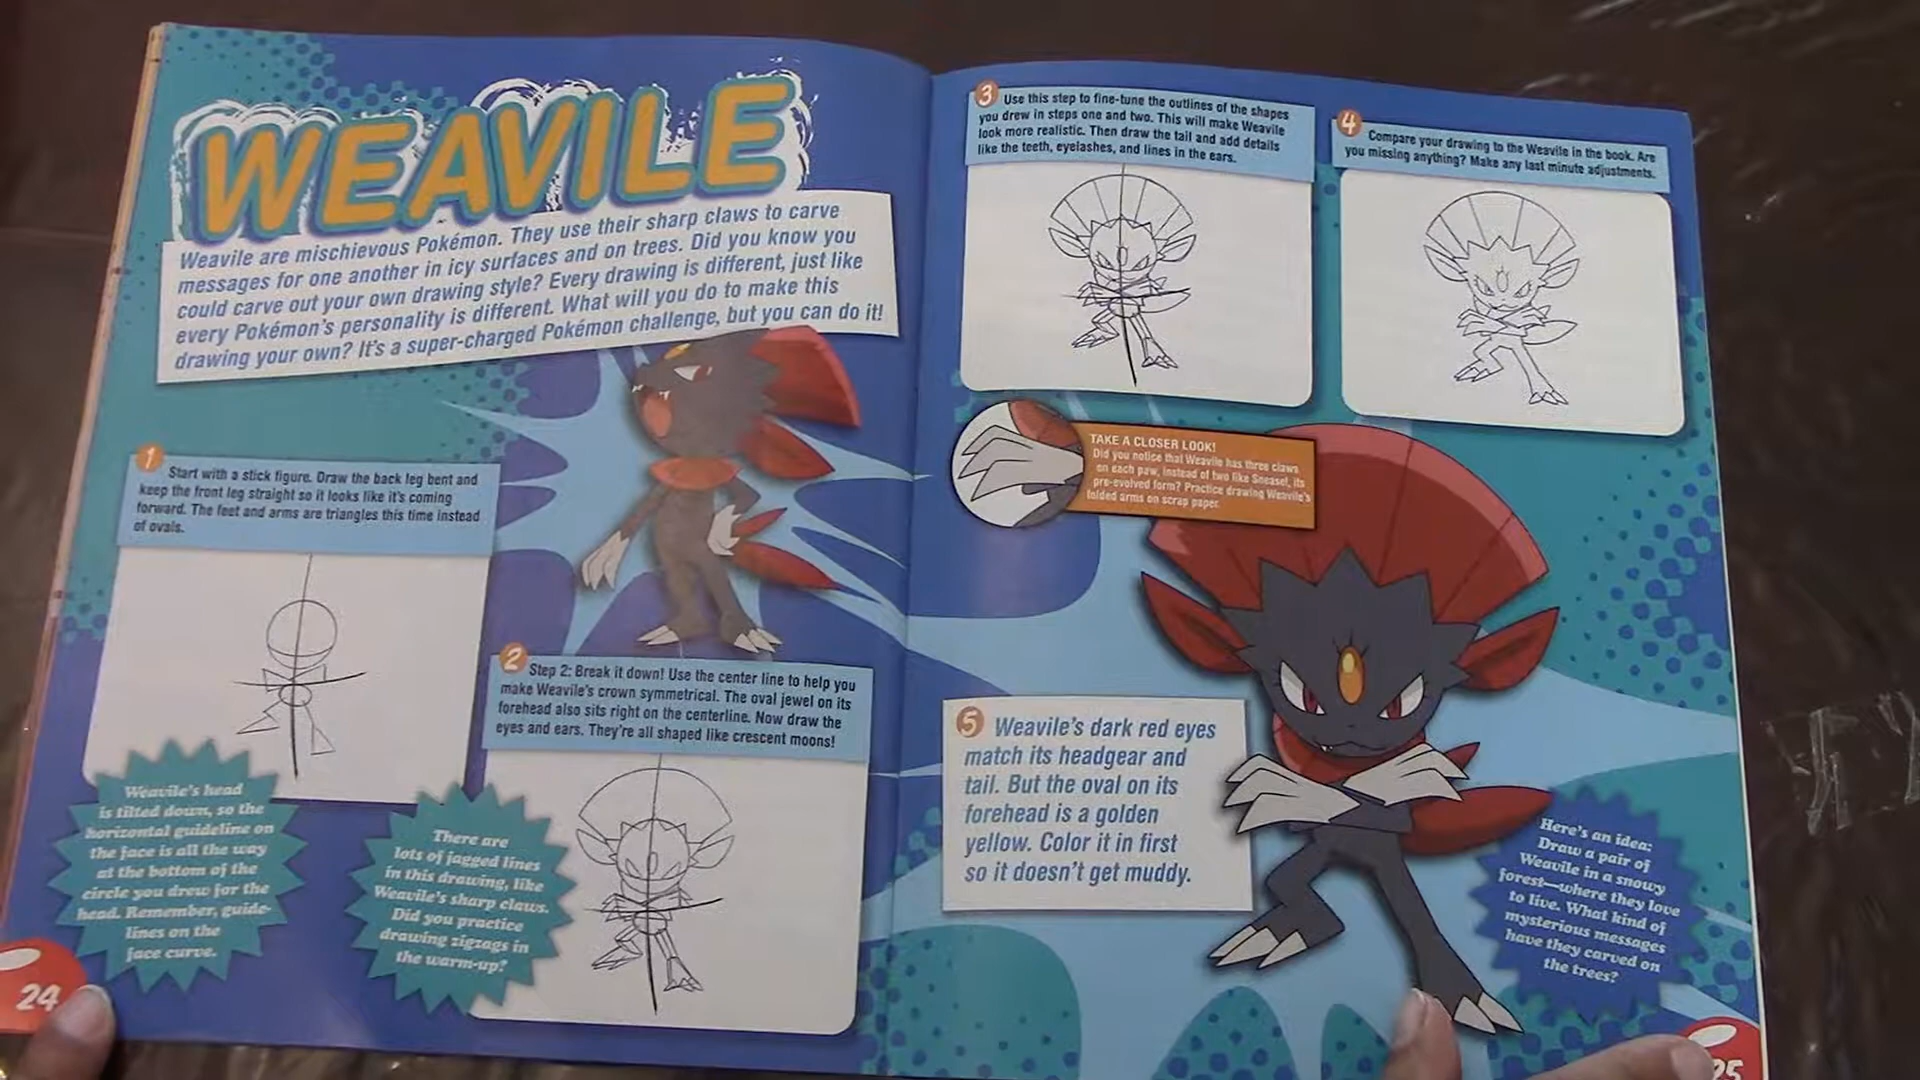 WEAVILE
Weavile are mischievous Pokémon. They use their sharp claws to carve
messages for one another in icy surfaces and on trees. Did you know you
could carve out your own drawing style? Every drawing is different, just like
every Pokémon's personality is different. What will you do to make this
drawing your own? It's a super-charged Pokémon challenge, but you can do it!
1
Start with a stick figure. Draw the back leg bent and
keep the front leg straight so it looks like it's coming
forward. The feet and arms are triangles this time instead
of ovals.
Weavile's head
is tilted down, so the
horizontal guideline on
the face is all the way
at the bottom of the
circle you drew for the
head. Remember, guide-
lines on the
face curve.
There are
lots of jagged lines
in this drawing, like
Weavile's sharp claws.
Did you practice
drawing zigzags in
the warm-up?
2
Step 2: Break it down! Use the center line to help you
make Weavile's crown symmetrical. The oval jewel on its
forehead also sits right on the centerline. Now draw the
eyes and ears. They're all shaped like crescent moons!
24
3
Use this step to fine-tune the outlines of the shapes
you drew in steps one and two. This will make Weavile
look more realistic. Then draw the tail and add details
like the teeth, eyelashes, and lines in the ears.
4
Compare your drawing to the Weavile in the book. Are
you missing anything? Make any last minute adjustments.
TAKE A CLOSER LOOK!
Did you notice that Weavile has three claws
on each paw, instead of two like Sneasel, its
pre-evolved form? Practice drawing Weavile's
folded arms on scrap paper.
5
Weavile's dark red eyes
match its headgear and
tail. But the oval on its
forehead is a golden
yellow. Color it in first
so it doesn't get muddy.
Here's an idea:
Draw a pair of
Weavile in a snowy
forest—where they love
to live. What kind of
mysterious messages
have they carved on
the trees?
25